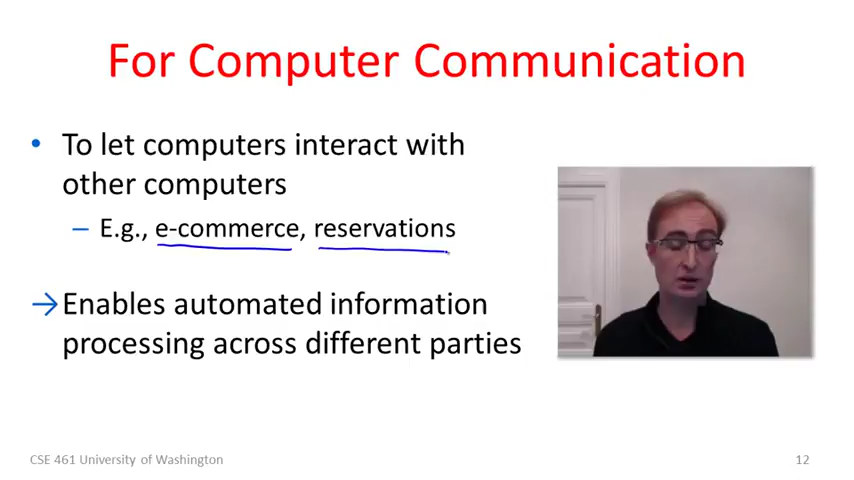 For Computer Communication
• To let computers interact with
other computers
– E.g., e-commerce, reservations
→Enables automated information
processing across different parties
CSE 461 University of Washington
12